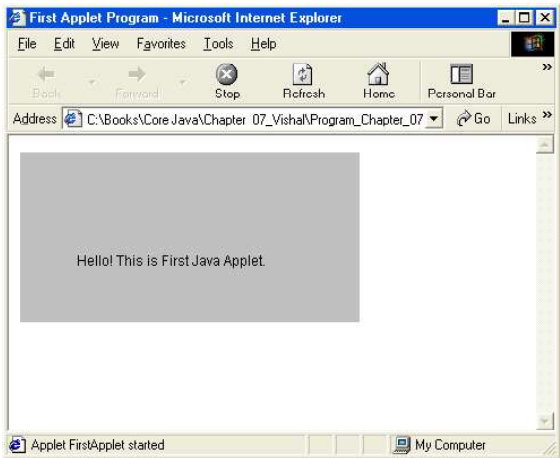 First Applet Program - Microsoft Internet Explorer
File Edit View Favorites Tools Help
Back Forward Stop Refresh Home Personal Bar »
Address C:\Books\Core Java\Chapter 07_Vishal\Program_Chapter_07 Go Links »
Hello! This is First Java Applet.
Applet FirstApplet started My Computer